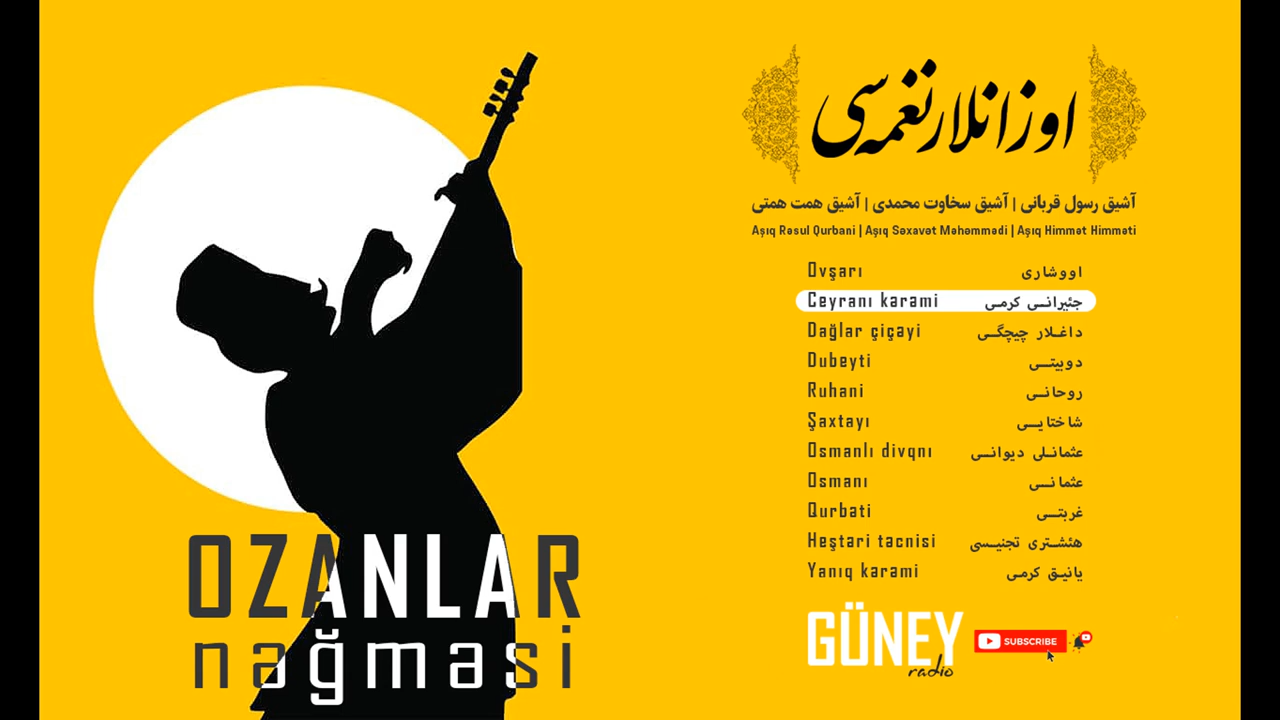 اوزانلار نغمه سی
آشیق رسول قربانی | آشیق سخاوت محمدی | آشیق همت همتی
Aşıq Rəsul Qurbani | Aşıq Səxavət Məhəmmədi | Aşıq Himmət Himməti
Ovşarı اووشاری
Ceyranı karami جئیرانی کرمی
Dağlar çiçayi داغلار چیچگی
Dubeyti دوبیتی
Ruhani روحانی
Şaxtayı شاختایی
Osmanlı divqnı عثمانلی دیوانی
Osmanı عثمانی
Qurbati غربتی
Heştari tacnisi هئشتری تجنیسی
Yanıq karami یانیق کرمی
OZANLAR
nağməsi
GÜNEY
radio
SUBSCRIBE